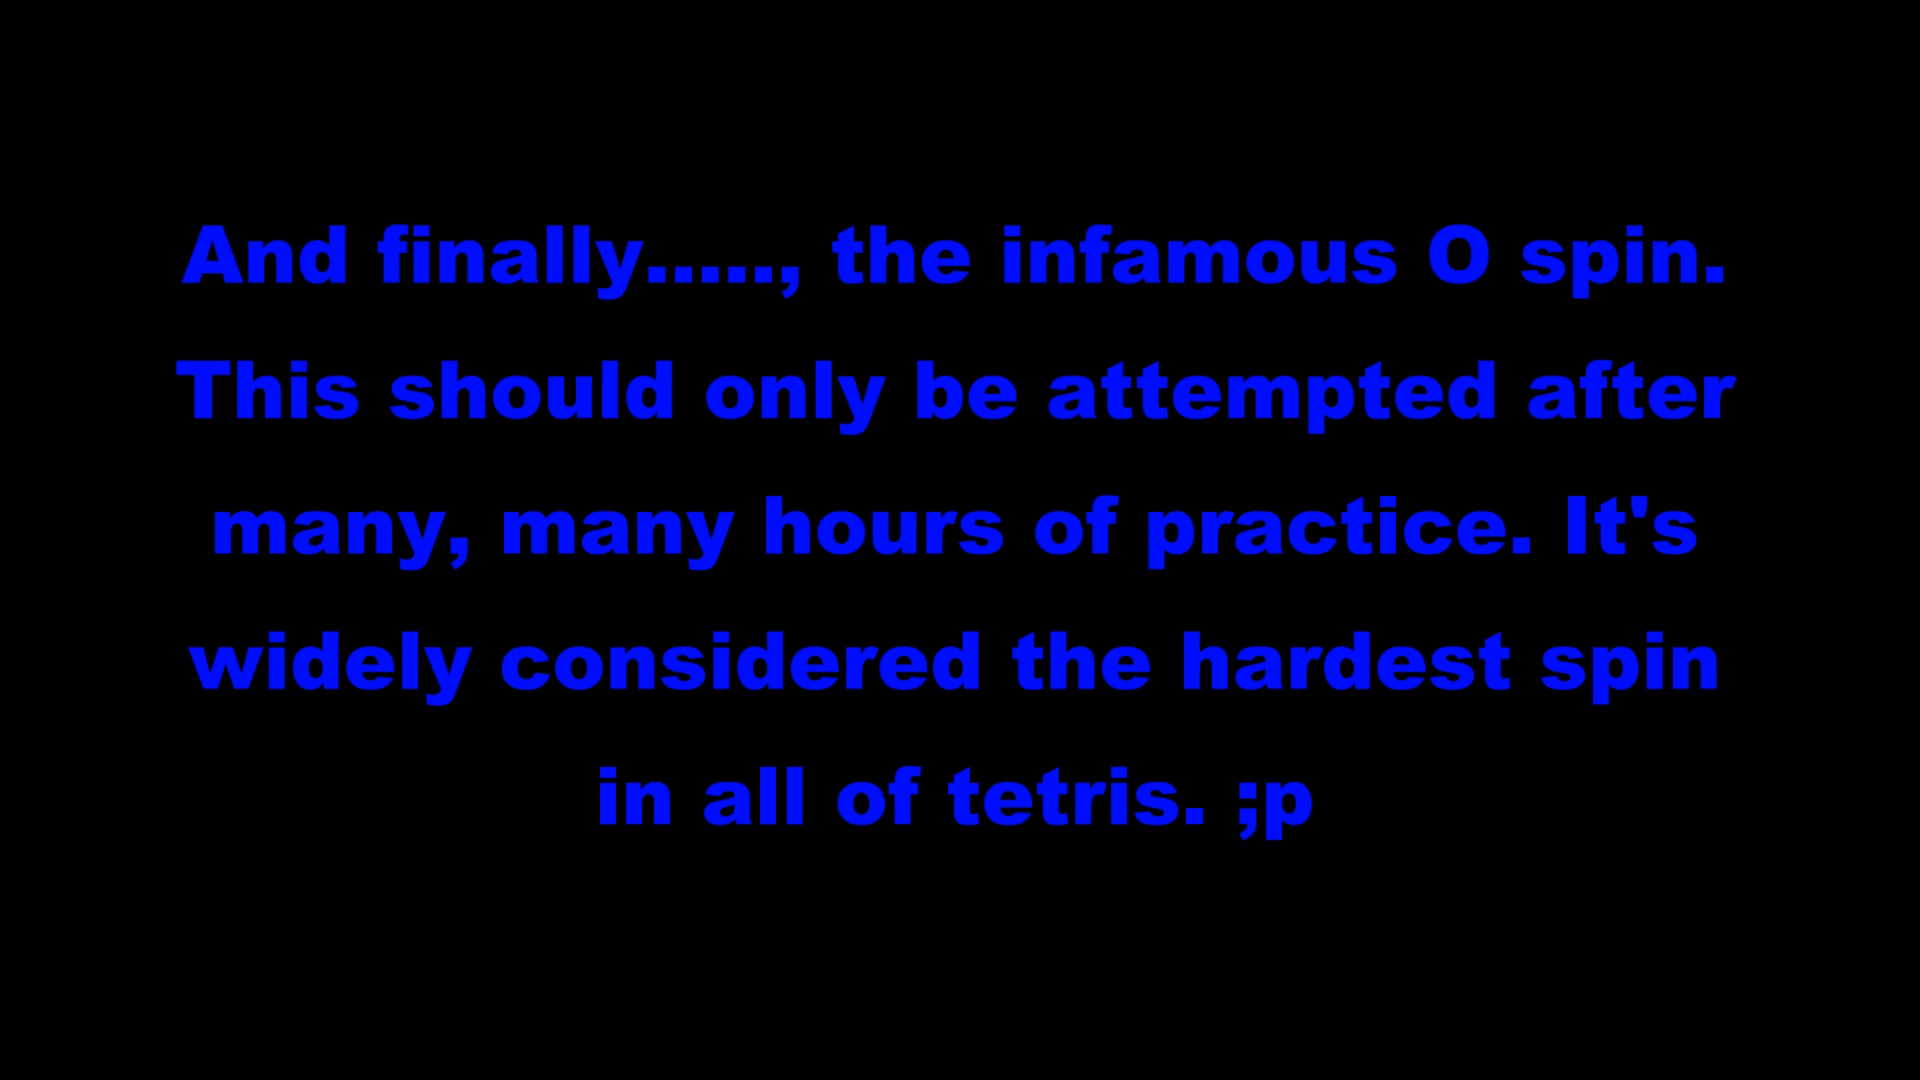 And finally....., the infamous O spin.
This should only be attempted after
many, many hours of practice. It's
widely considered the hardest spin
in all of tetris. ;p